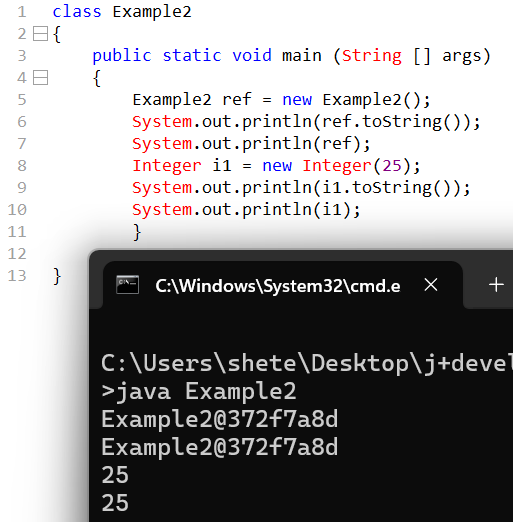 1 class Example2
2 {
3 public static void main (String [] args)
4 {
5 Example2 ref = new Example2();
6 System.out.println(ref.toString());
7 System.out.println(ref);
8 Integer i1 = new Integer(25);
9 System.out.println(i1.toString());
10 System.out.println(i1);
11 }
12
13 }
C:\Windows\System32\cmd.e
C:\Users\shete\Desktop\j+devel
>java Example2
Example2@372f7a8d
Example2@372f7a8d
25
25